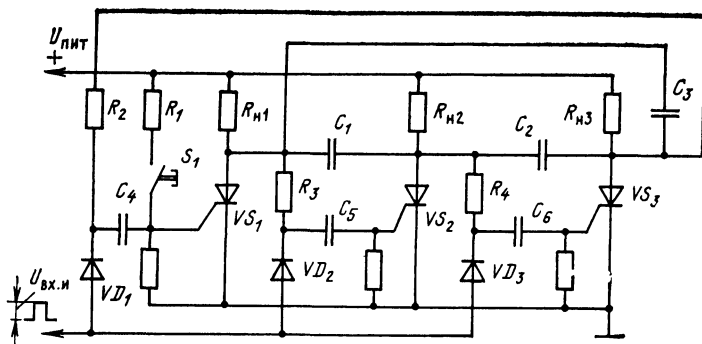 Uпит
+
R2
R1
Rн1
C1
Rн2
C2
Rн3
C3
S1
C4
VS1
R3
C5
VS2
R4
C6
VS3
Uвх.и
VD1
VD2
VD3